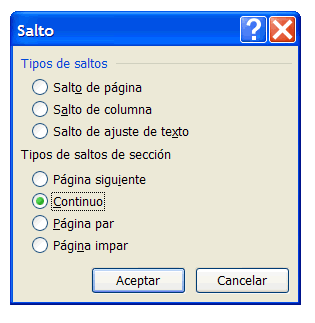 Salto
Tipos de saltos
Salto de página
Salto de columna
Salto de ajuste de texto
Tipos de saltos de sección
Página siguiente
Continuo
Página par
Página impar
Aceptar Cancelar